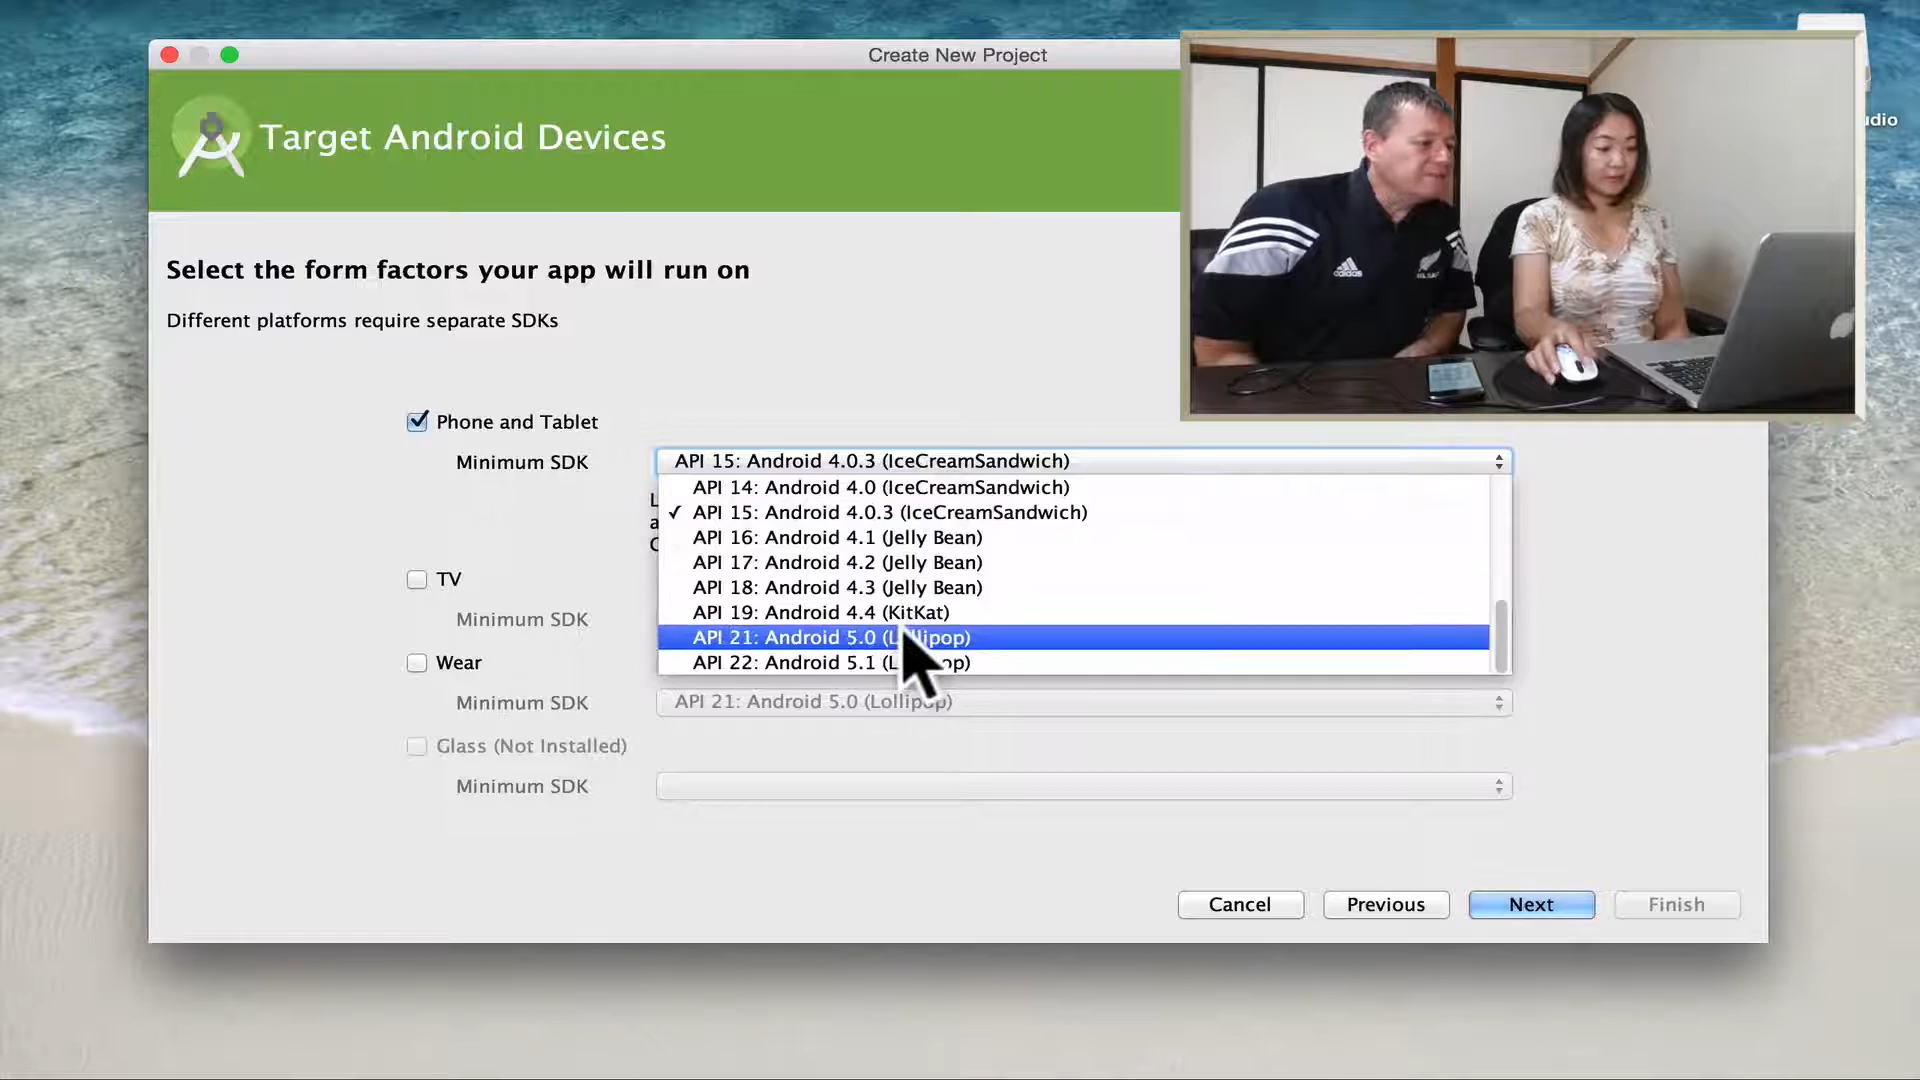 Create New Project
Target Android Devices
Select the form factors your app will run on
Different platforms require separate SDKs
Phone and Tablet
Minimum SDK
API 15: Android 4.0.3 (IceCreamSandwich)
API 14: Android 4.0 (IceCreamSandwich)
✓ API 15: Android 4.0.3 (IceCreamSandwich)
API 16: Android 4.1 (Jelly Bean)
API 17: Android 4.2 (Jelly Bean)
API 18: Android 4.3 (Jelly Bean)
API 19: Android 4.4 (KitKat)
API 21: Android 5.0 (Lollipop)
API 22: Android 5.1
TV
Minimum SDK
Wear
Minimum SDK
API 21: Android 5.0 (Lollipop)
Glass (Not Installed)
Minimum SDK
Cancel
Previous
Next
Finish
adidas